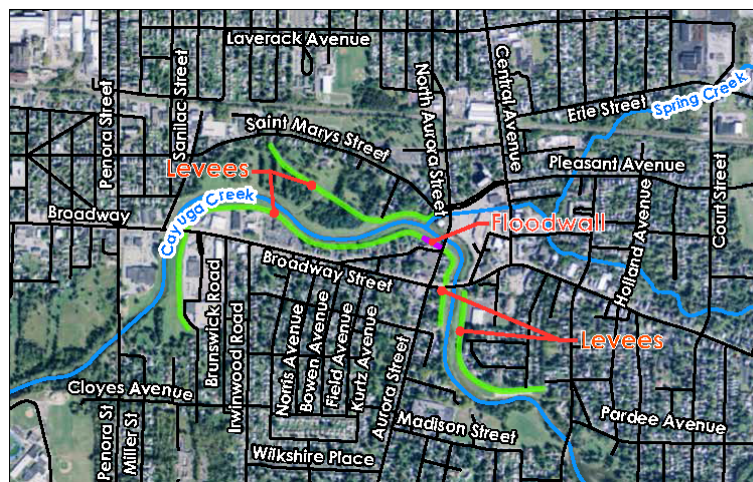 Laverack Avenue
Penora Street
Sanilac Street
North Aurora Street
Central Avenue
Erie Street
Spring Creek
Saint Marys Street
Levees
Pleasant Avenue
Court Street
Broadway
Cayuga Creek
Floodwall
Holland Avenue
Broadway Street
Brunswick Road
Irwinwood Road
Norris Avenue
Bowen Avenue
Field Avenue
Kurtz Avenue
Aurora Street
Levees
Cloyes Avenue
Penora St
Miller St
Madison Street
Pardee Avenue
Wilkshire Place